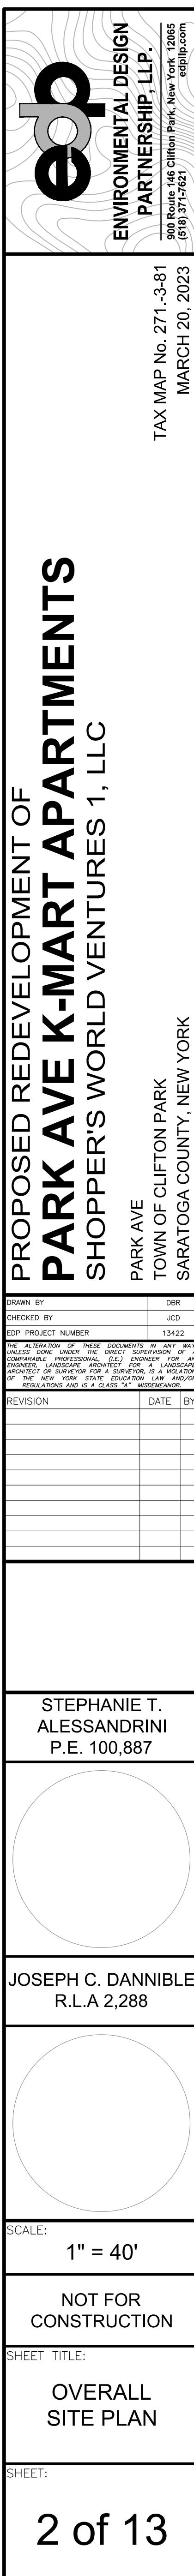 edp
ENVIRONMENTAL DESIGN
PARTNERSHIP, LLP.
900 Route 146 Clifton Park, New York 12065
(518) 371-7621 edpllp.com
TAX MAP No. 271.-3-81
MARCH 20, 2023
PROPOSED REDEVELOPMENT OF
PARK AVE K-MART APARTMENTS
SHOPPER'S WORLD VENTURES 1, LLC
PARK AVE
TOWN OF CLIFTON PARK
SARATOGA COUNTY, NEW YORK
DRAWN BY DBR
CHECKED BY JCD
EDP PROJECT NUMBER 13422
THE ALTERATION OF THESE DOCUMENTS IN ANY WAY
UNLESS DONE UNDER THE DIRECT SUPERVISION OF
COMPARABLE PROFESSIONAL, (I.E.) ENGINEER FOR AN
ENGINEER, LANDSCAPE ARCHITECT FOR A LANDSCAPE
ARCHITECT OR SURVEYOR FOR A SURVEYOR, IS A VIOLATION
OF THE NEW YORK STATE EDUCATION LAW AND/OR
REGULATIONS AND IS A CLASS "A" MISDEMEANOR.
REVISION DATE BY
STEPHANIE T.
ALESSANDRINI
P.E. 100,887
JOSEPH C. DANNIBLE
R.L.A 2,288
SCALE:
1" = 40'
NOT FOR
CONSTRUCTION
SHEET TITLE:
OVERALL
SITE PLAN
SHEET:
2 of 13